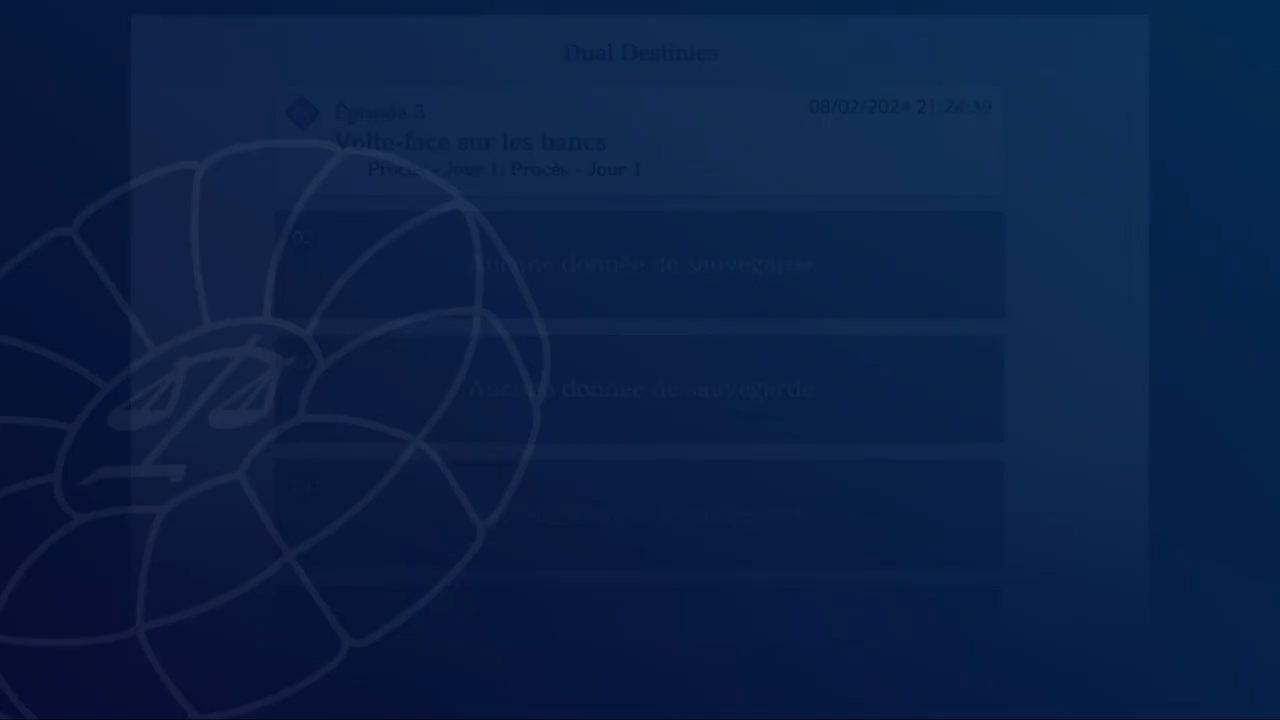 Dual Destinies
Épisode 3
08/02/2024 21:24:39
Volte-face sur les bancs
Procès - Jour 1: Procès - Jour 1
02
Aucune donnée de sauvegarde
Aucune donnée de sauvegarde